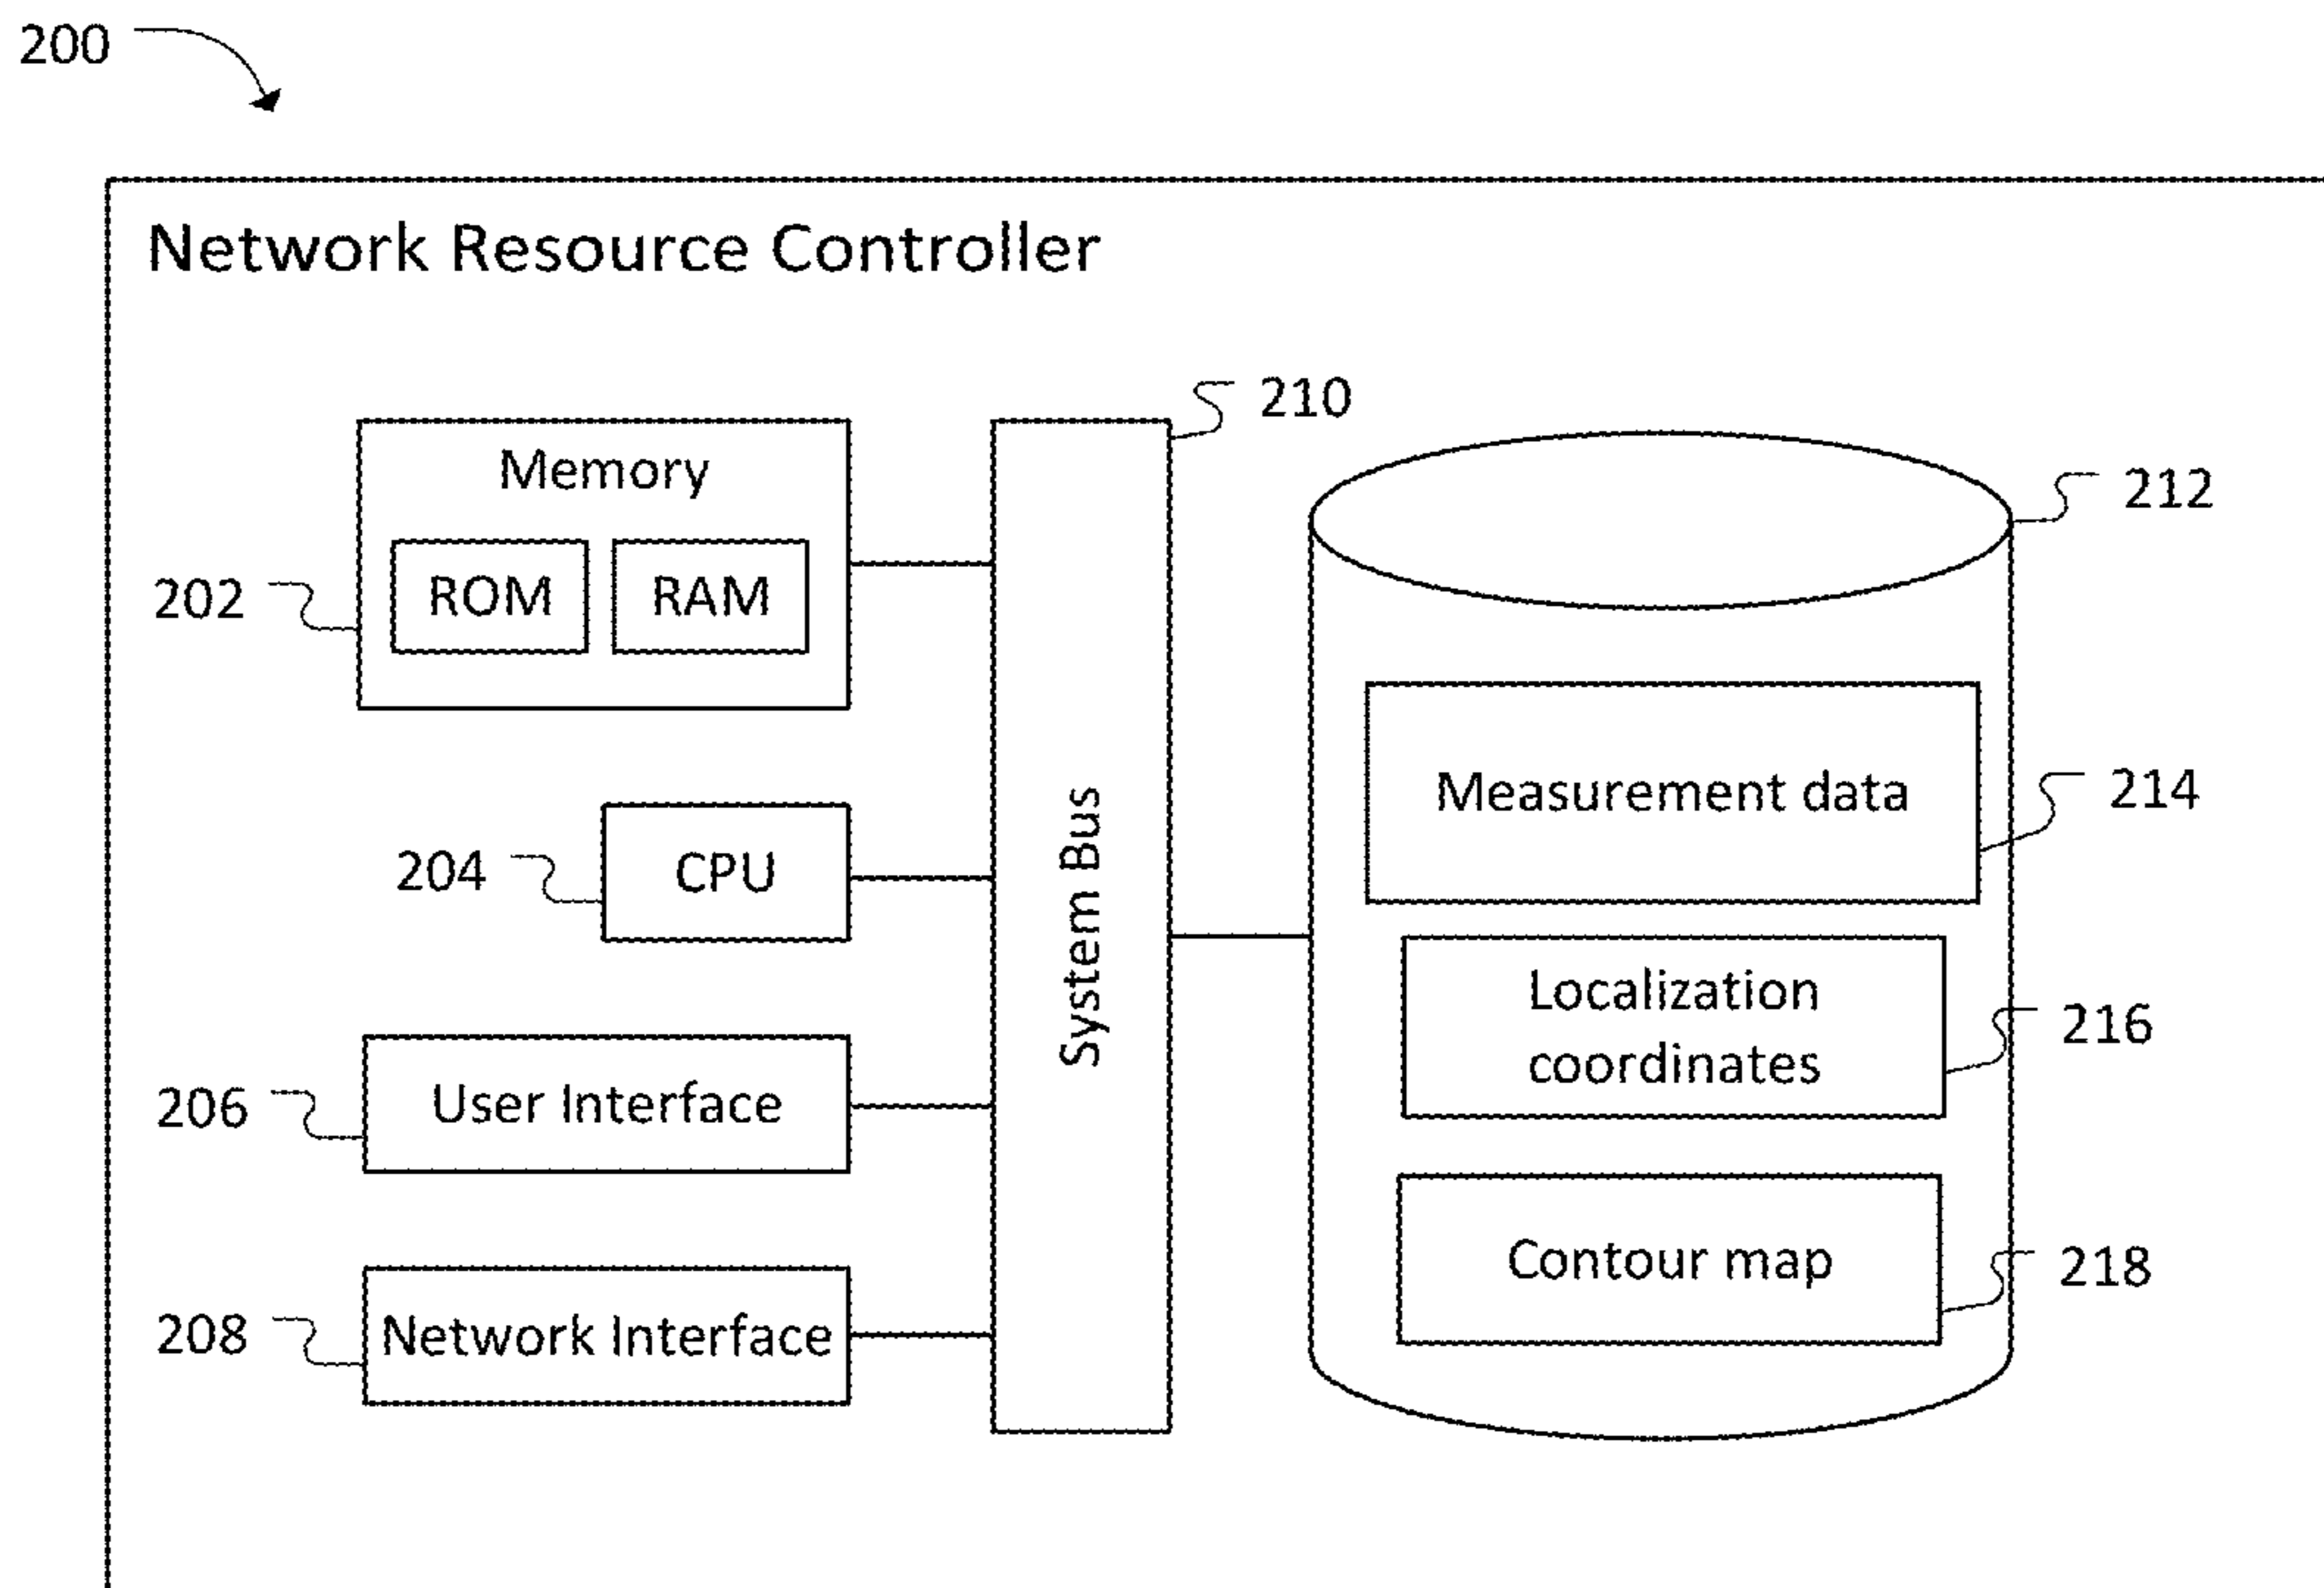 200
Network Resource Controller
210
Memory
212
202
ROM
RAM
Measurement data
214
204
CPU
System Bus
Localization
coordinates
216
206
User Interface
Contour map
218
208
Network Interface